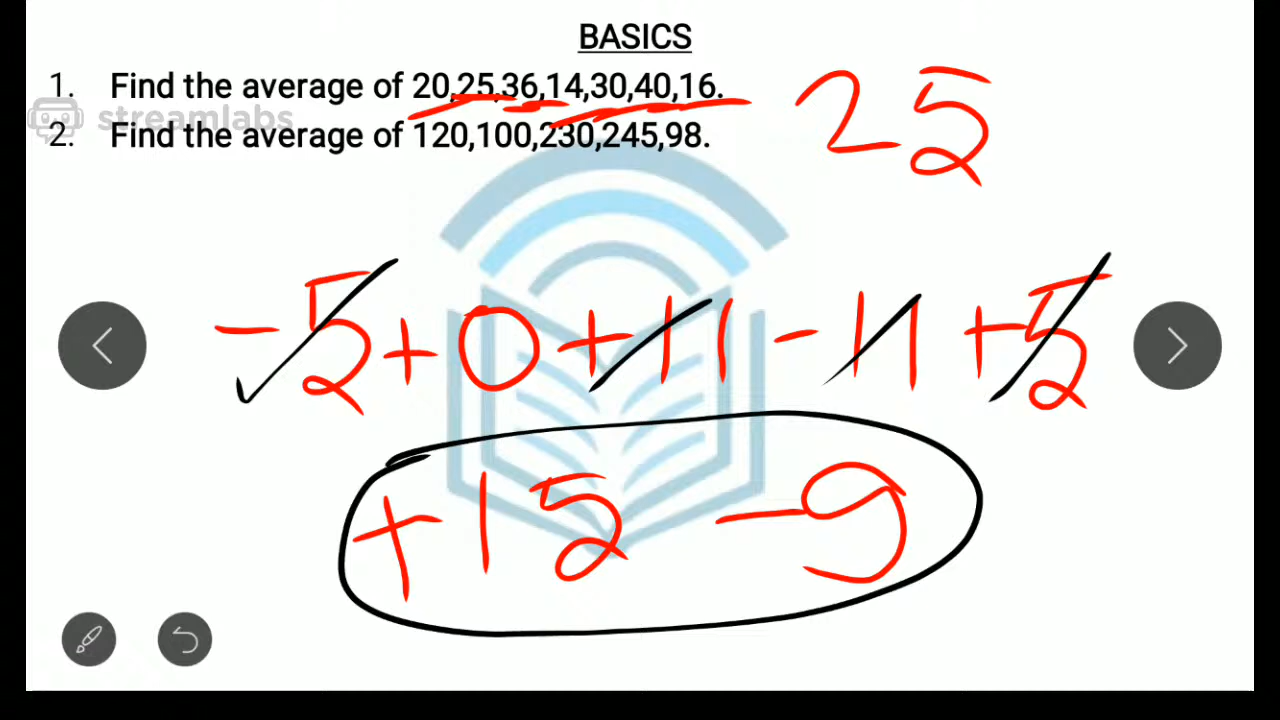 BASICS
1. Find the average of 20,25,36,14,30,40,16.
streamlabs
2. Find the average of 120,100,230,245,98.
25
-5+0+11-11+5
+15-9